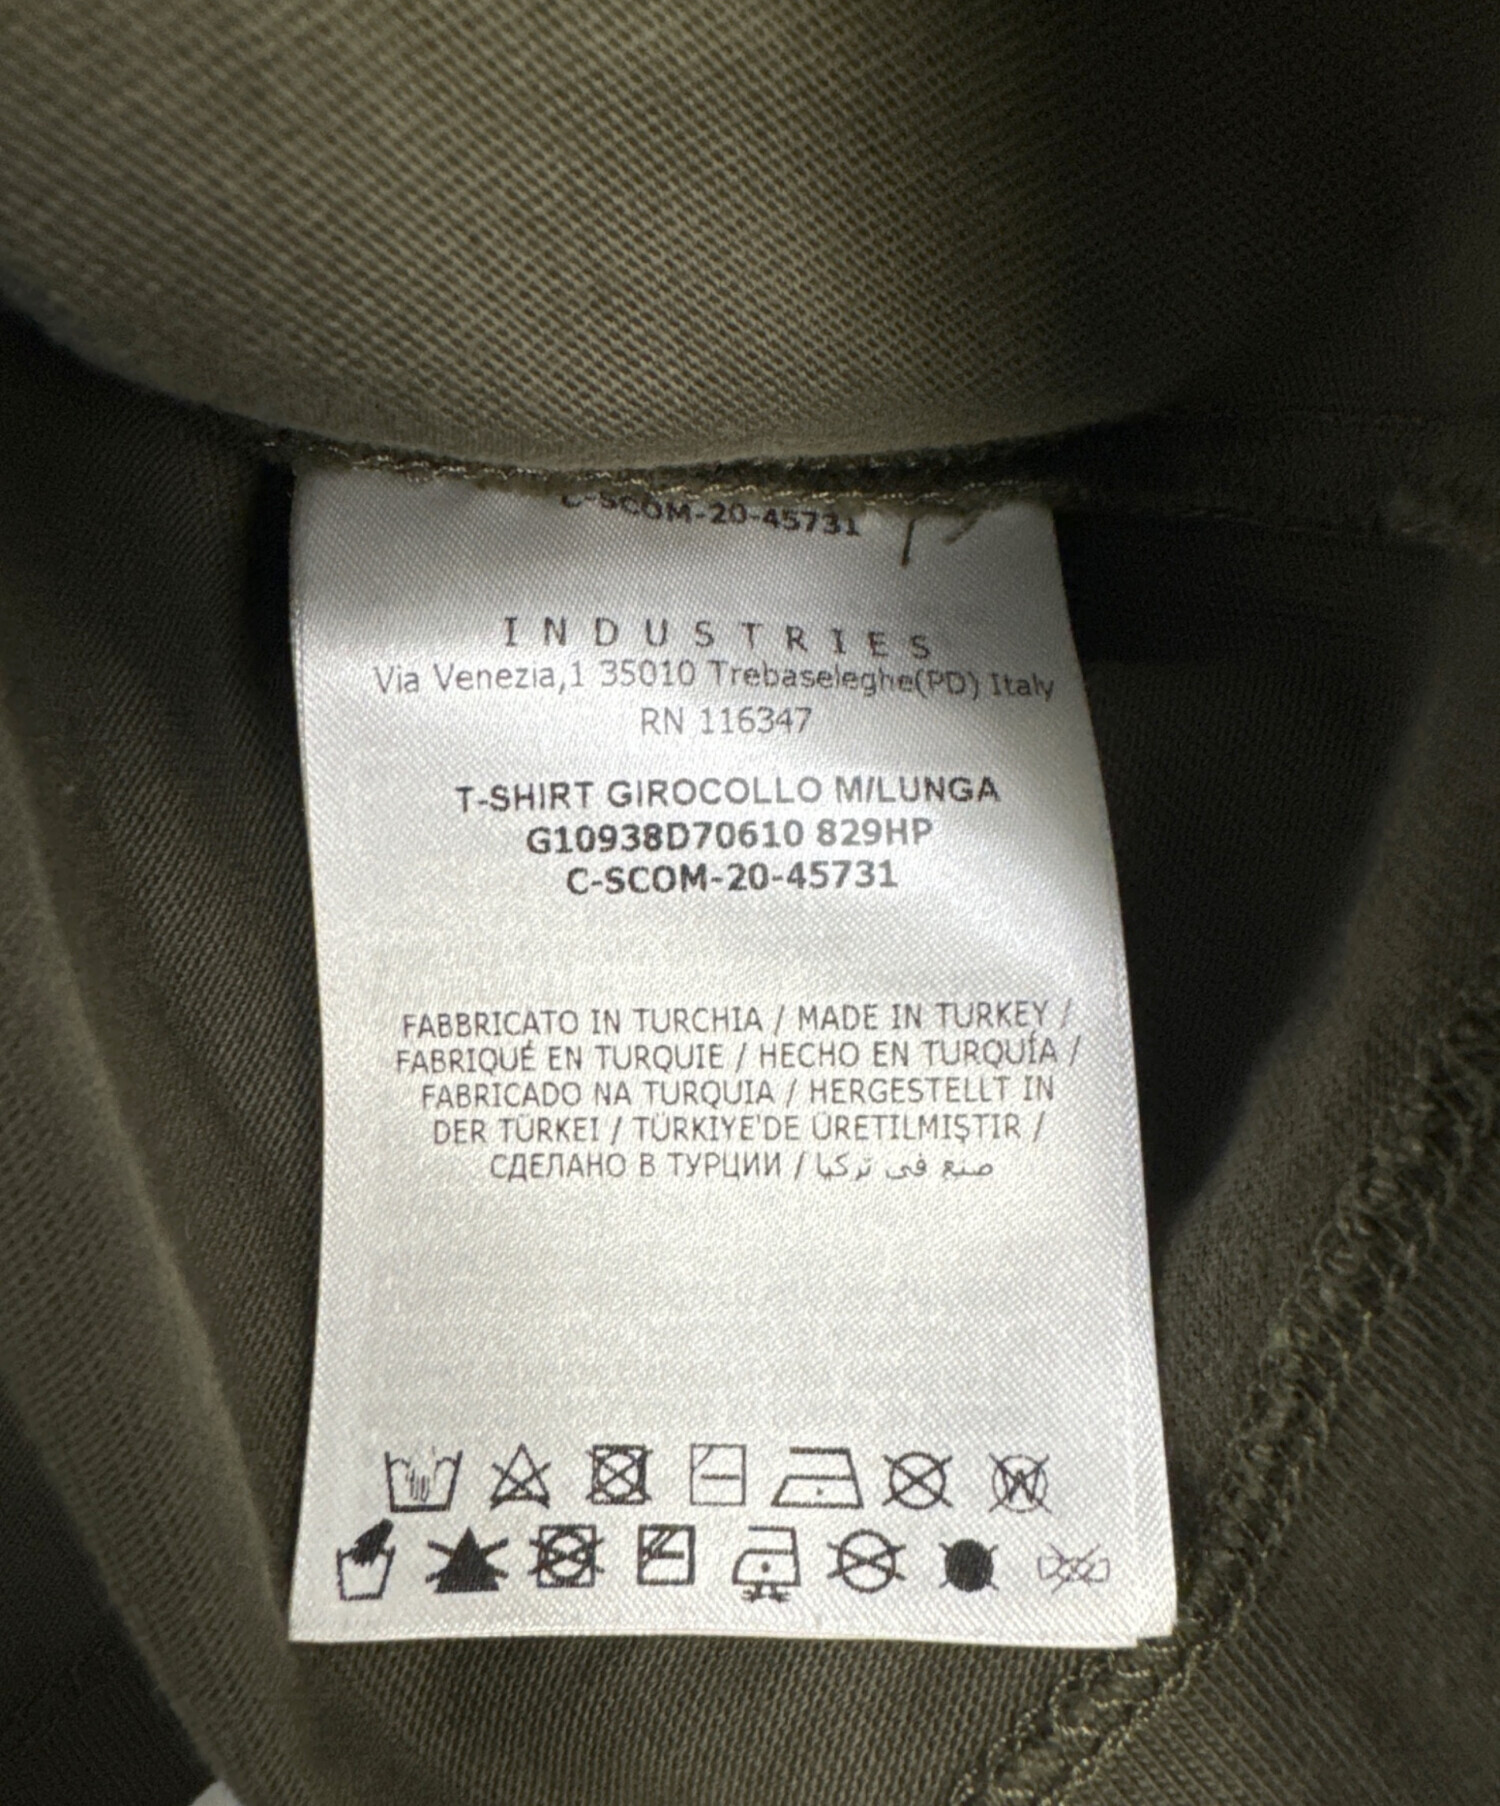 C-SCOM-20-45731
INDUSTRIES
Via Venezia,1 35010 Trebaseleghe(PD) Italy
RN 116347
T-SHIRT GIROCOLLO M/LUNGA
G10938D70610 829HP
C-SCOM-20-45731
FABBRICATO IN TURCHIA / MADE IN TURKEY /
FABRIQUÉ EN TURQUIE / HECHO EN TURQUÍA /
FABRICADO NA TURQUIA / HERGESTELLT IN
DER TÜRKEI / TÜRKIYE'DE ÜRETILMIŞTIR /
СДЕЛАНО В ТУРЦИИ / صنع في تركيا
W